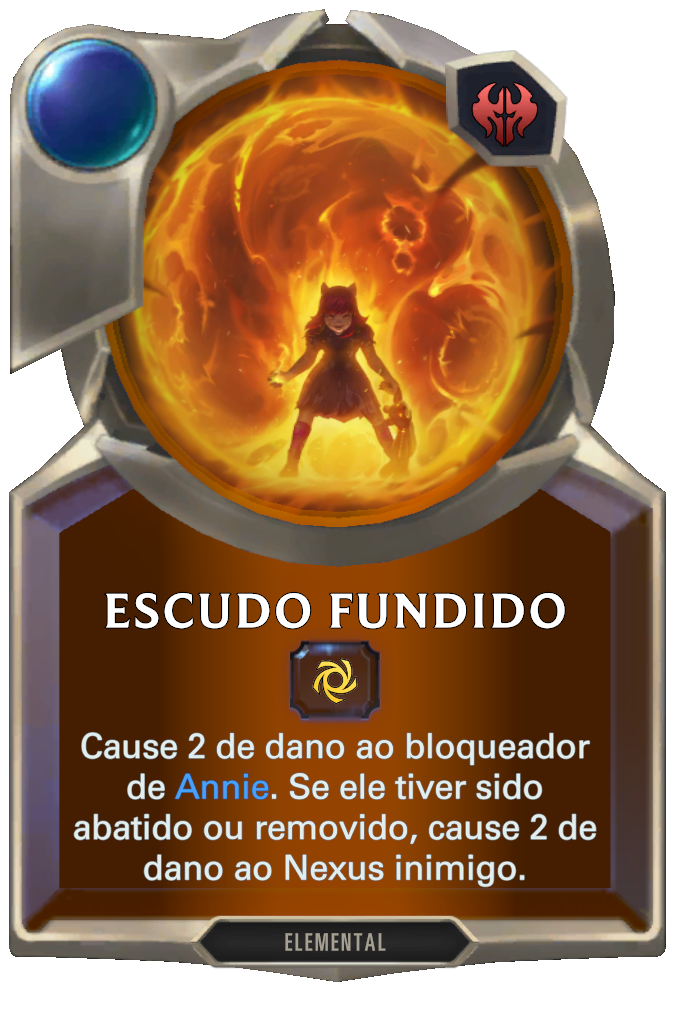 ESCUDO FUNDIDO
Cause 2 de dano ao bloqueador
de Annie. Se ele tiver sido
abatido ou removido, cause 2 de
dano ao Nexus inimigo.
ELEMENTAL